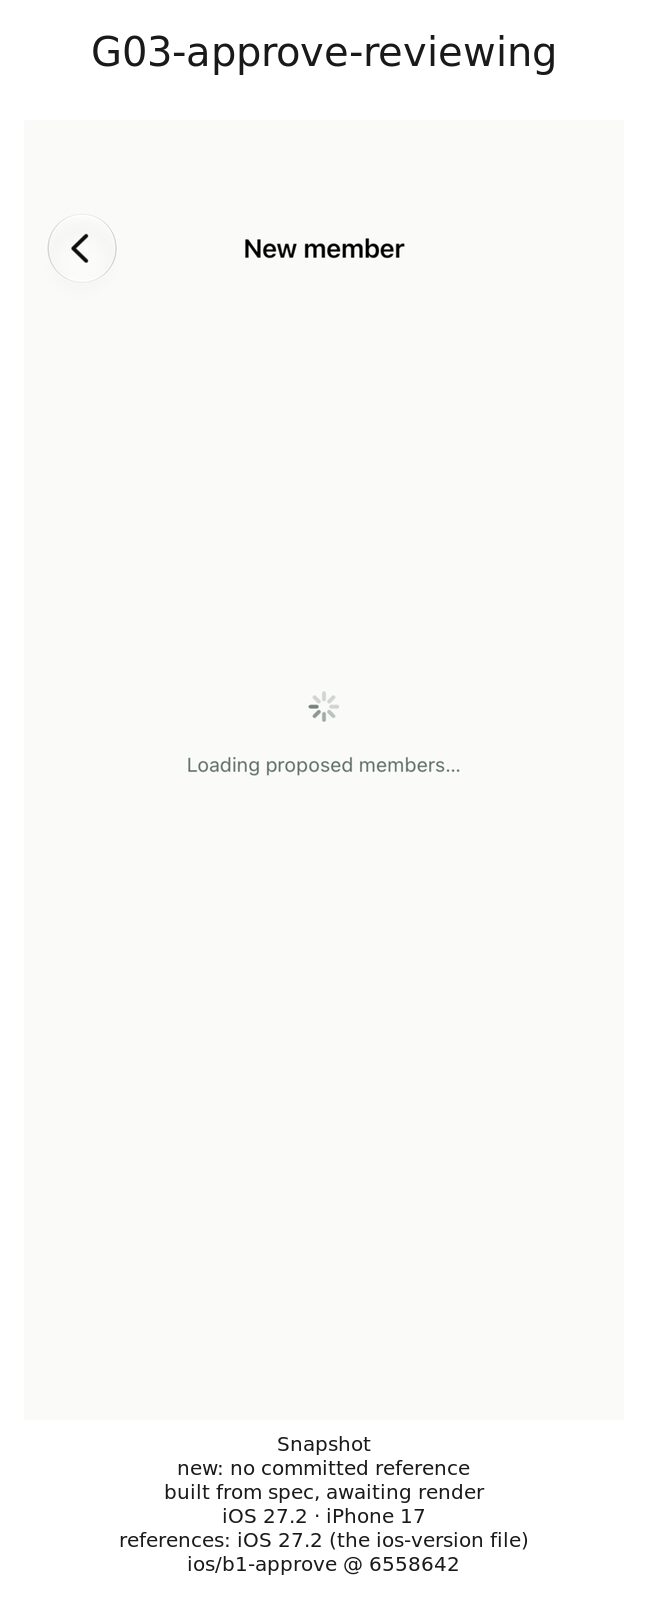 G03-approve-reviewing
New member
Loading proposed members...
Snapshot
new: no committed reference
built from spec, awaiting render
iOS 27.2 · iPhone 17
references: iOS 27.2 (the ios-version file)
ios/b1-approve @ 6558642